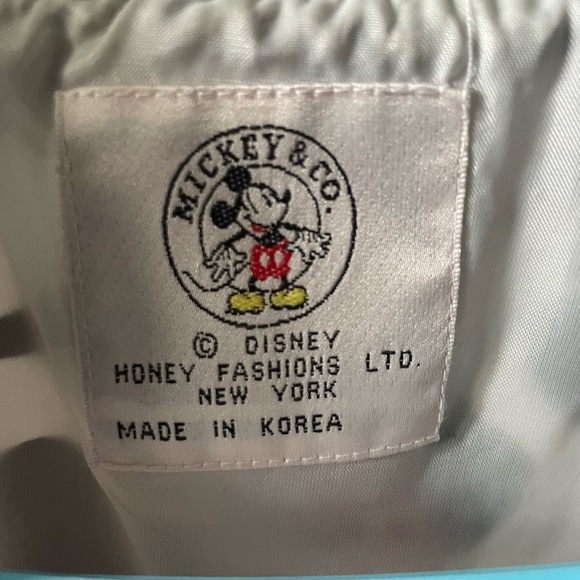 MICKEY & CO.
© DISNEY
HONEY FASHIONS LTD.
NEW YORK
MADE IN KOREA